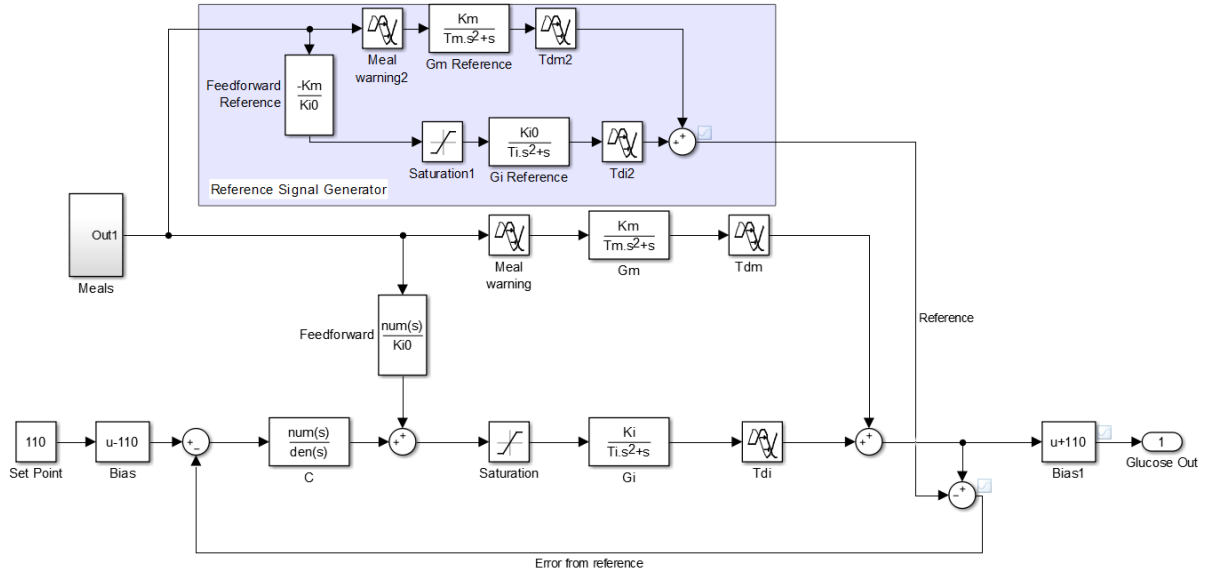 Km
Tm.s2+s
Meal
warning2
Gm Reference
Tdm2
Feedforward
Reference
-Km
Ki0
Ki0
Ti.s2+s
Saturation1
Gi Reference
Tdi2
Reference Signal Generator
Out1
Meals
Meal
warning
Km
Tm.s2+s
Gm
Tdm
Feedforward
num(s)
Ki0
Reference
110
Set Point
u-110
Bias
num(s)
den(s)
C
Saturation
Ki
Ti.s2+s
Gi
Tdi
u+110
Bias1
1
Glucose Out
Error from reference